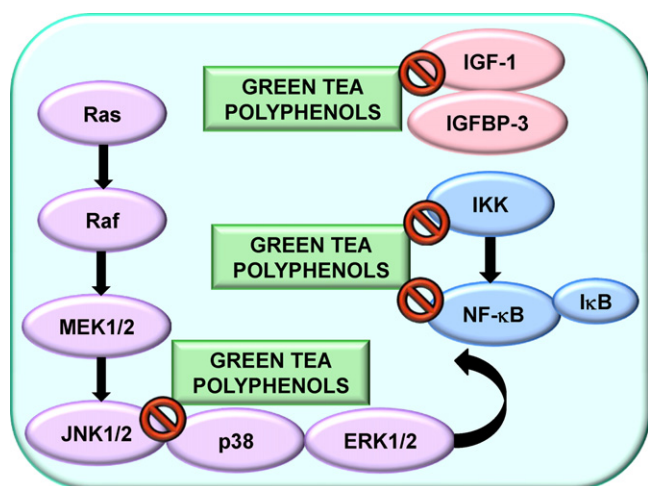 GREEN TEA
POLYPHENOLS
IGF-1
IGFBP-3
Ras
Raf
MEK1/2
JNK1/2
p38
ERK1/2
GREEN TEA
POLYPHENOLS
GREEN TEA
POLYPHENOLS
IKK
NF-κB
IκB